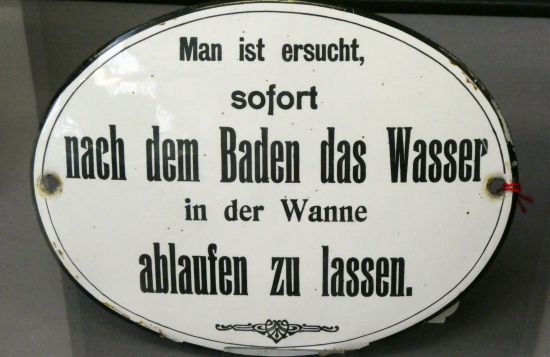 Man ist ersucht,
sofort
nach dem Baden das Wasser
in der Wanne
ablaufen zu lassen.